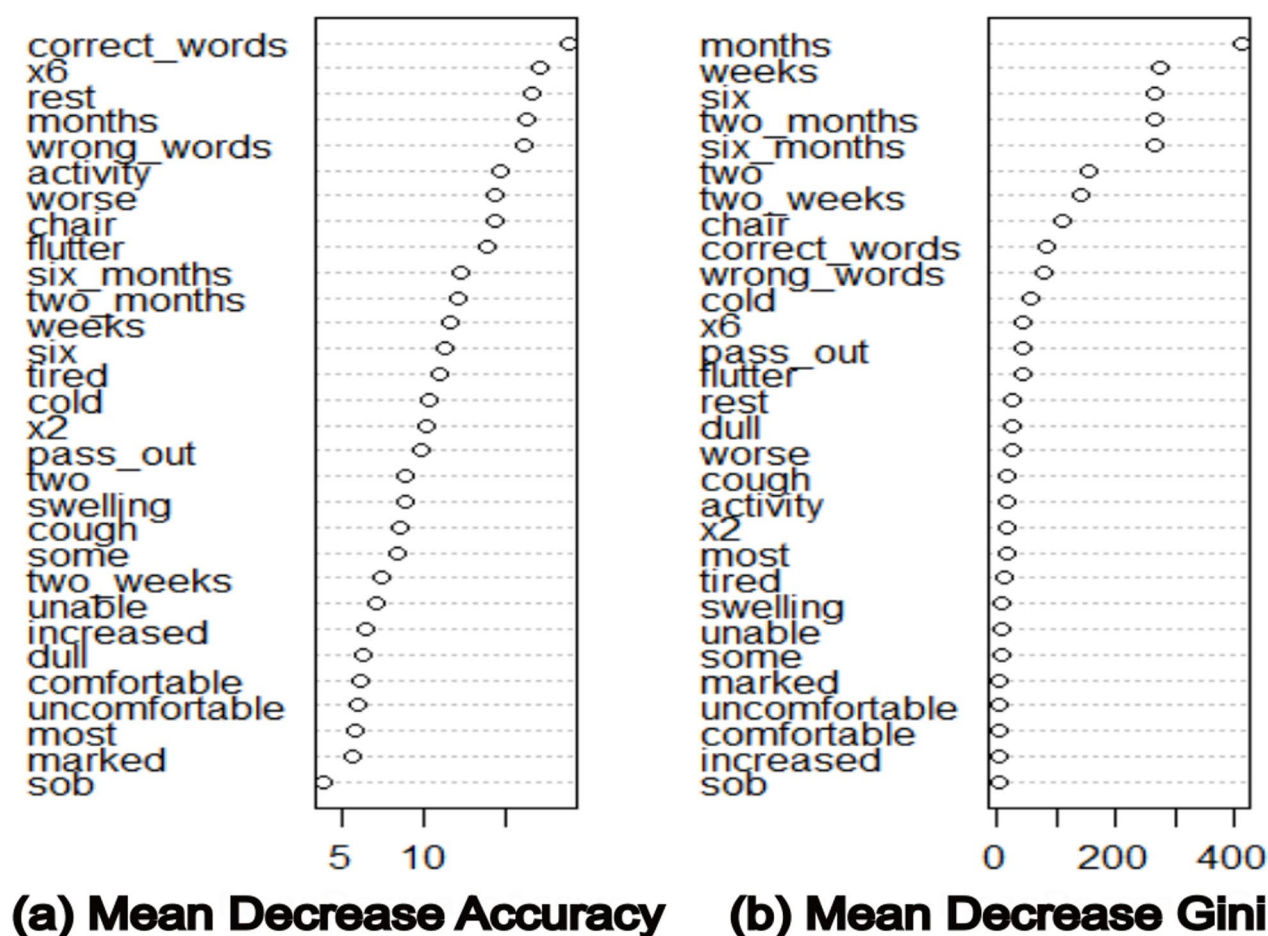 correct_words
x6
rest
months
wrong_words
activity
worse
chair
flutter
six_months
two_months
weeks
six
tired
cold
x2
pass_out
two
swelling
cough
some
two_weeks
unable
increased
dull
comfortable
uncomfortable
most
marked
sob
5 10
(a) Mean Decrease Accuracy
months
weeks
six
two_months
six_months
two
two_weeks
chair
correct_words
wrong_words
cold
x6
pass_out
flutter
rest
dull
worse
cough
activity
x2
most
tired
swelling
unable
some
marked
uncomfortable
comfortable
increased
sob
0 200 400
(b) Mean Decrease Gini